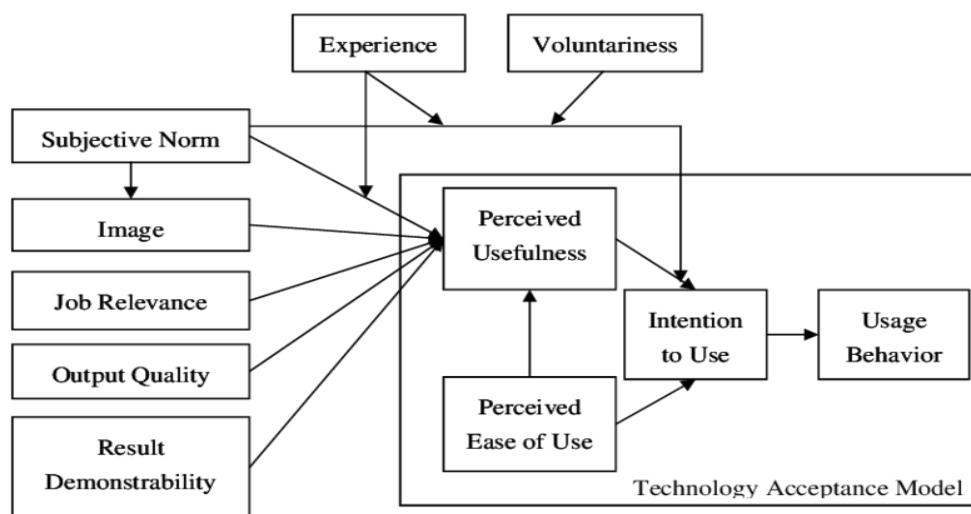 Experience
Voluntariness
Subjective Norm
Image
Job Relevance
Output Quality
Result
Demonstrability
Perceived
Usefulness
Intention
to Use
Usage
Behavior
Perceived
Ease of Use
Technology Acceptance Model